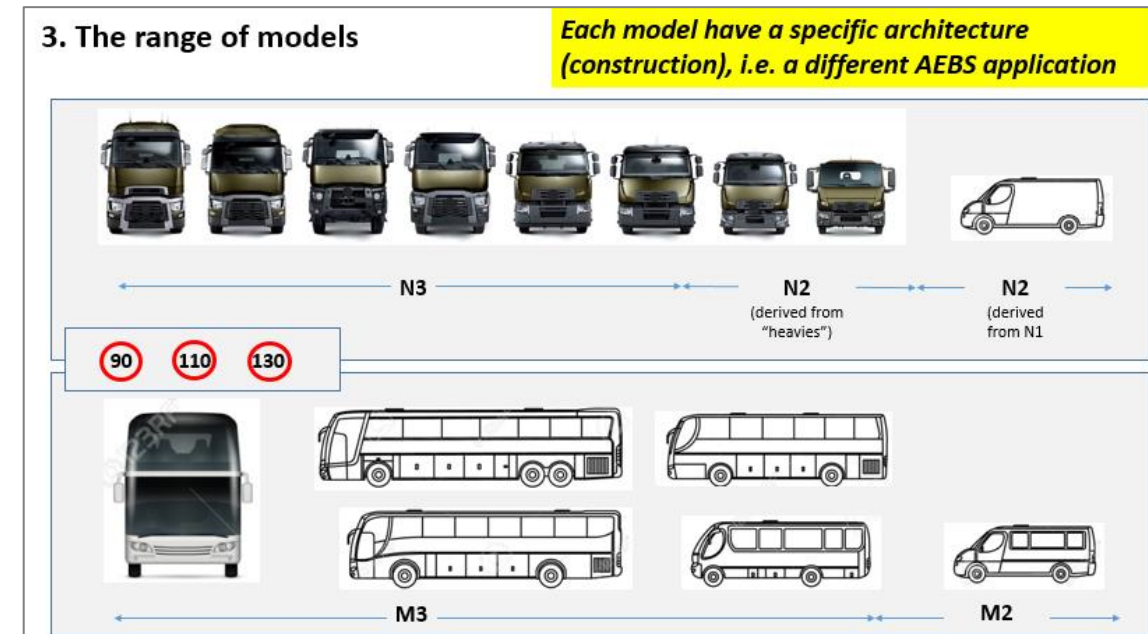 3. The range of models
Each model have a specific architecture
(construction), i.e. a different AEBS application
N3
N2
(derived from
“heavies”)
N2
(derived
from N1
90
110
130
M3
M2